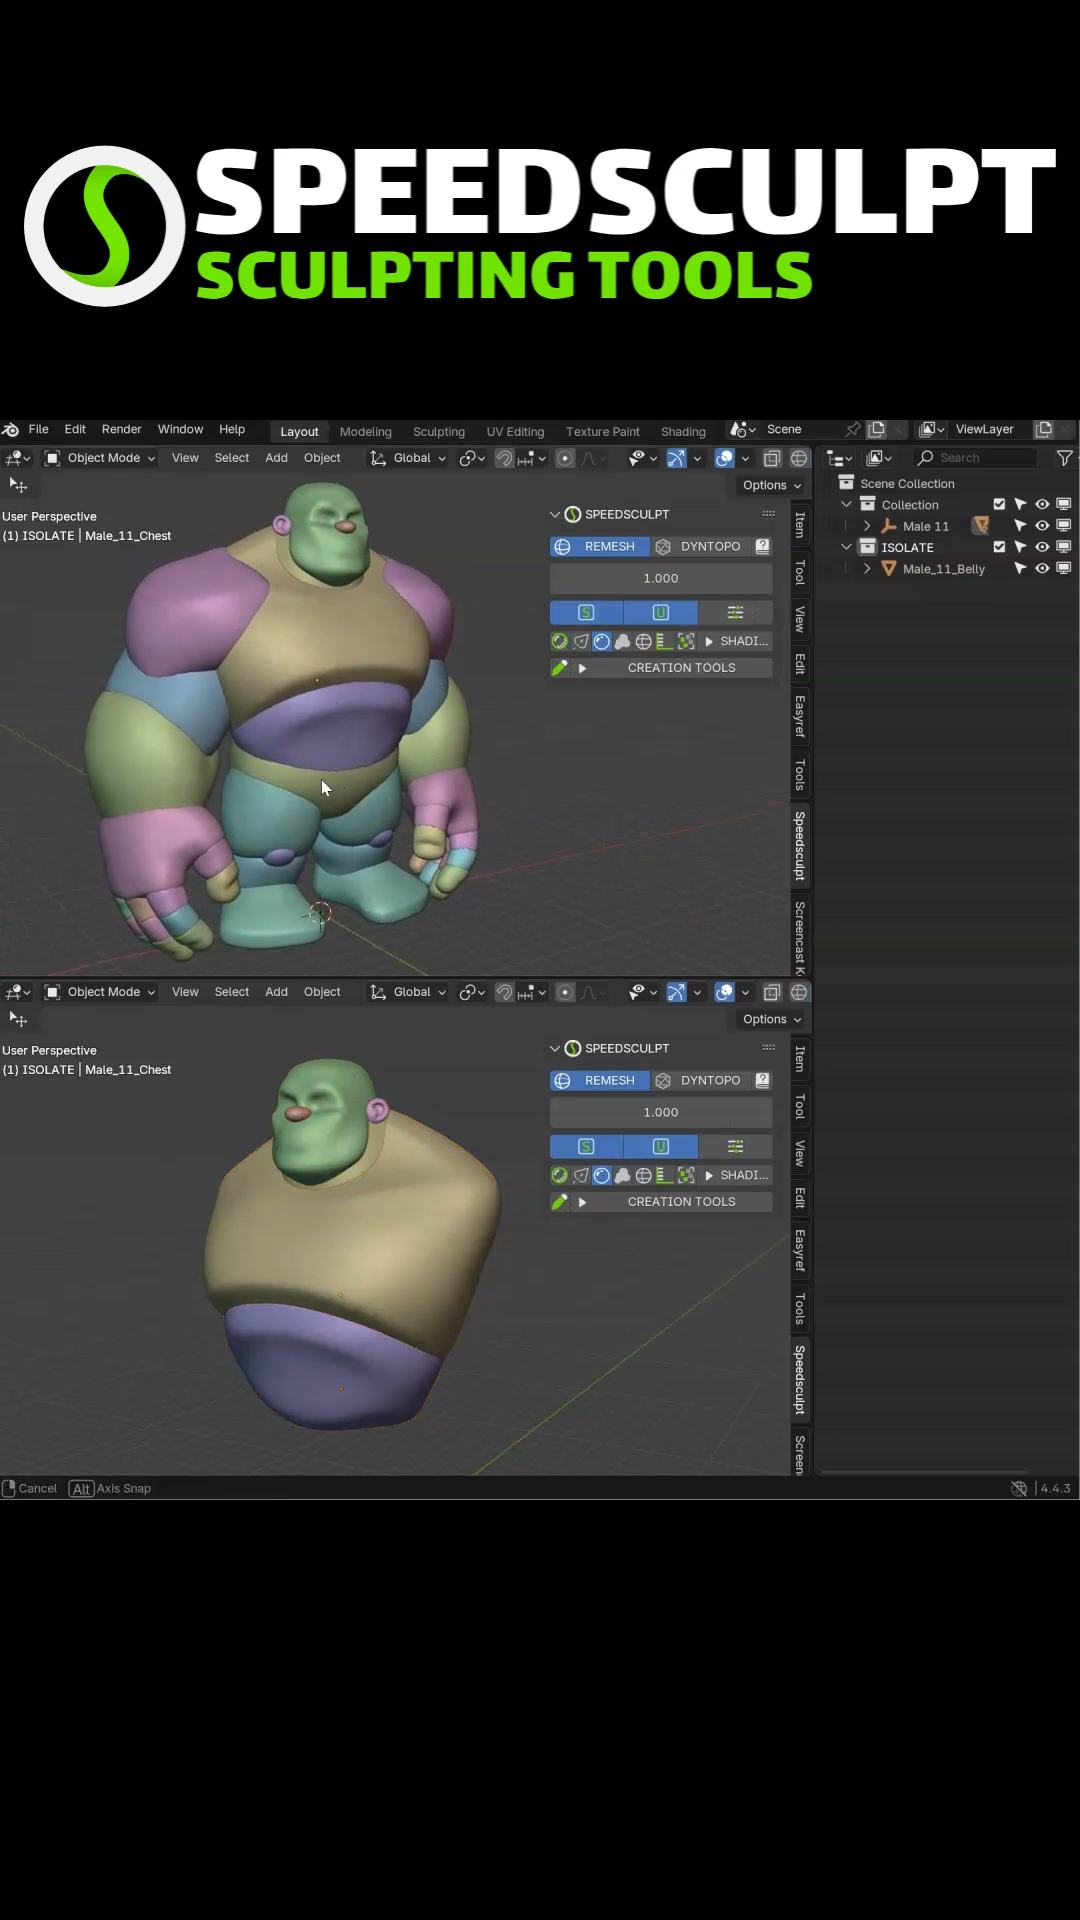 SPEEDSCULPT
SCULPTING TOOLS
File Edit Render Window Help Layout Modeling Sculpting UV Editing Texture Paint Shading Scene ViewLayer
Object Mode View Select Add Object Global Search
Options
Scene Collection
Collection
Male 11
ISOLATE
Male_11_Belly
User Perspective
(1) ISOLATE | Male_11_Chest
SPEEDSCULPT
REMESH DYNTOPO
1.000
S U
SHADI...
CREATION TOOLS
Item
Tool
View
Edit
Easyref
Tools
Speedsculpt
Screencast K
Object Mode View Select Add Object Global
Options
User Perspective
(1) ISOLATE | Male_11_Chest
SPEEDSCULPT
REMESH DYNTOPO
1.000
S U
SHADI...
CREATION TOOLS
Item
Tool
View
Edit
Easyref
Tools
Speedsculpt
Screen
Cancel Alt Axis Snap 4.4.3